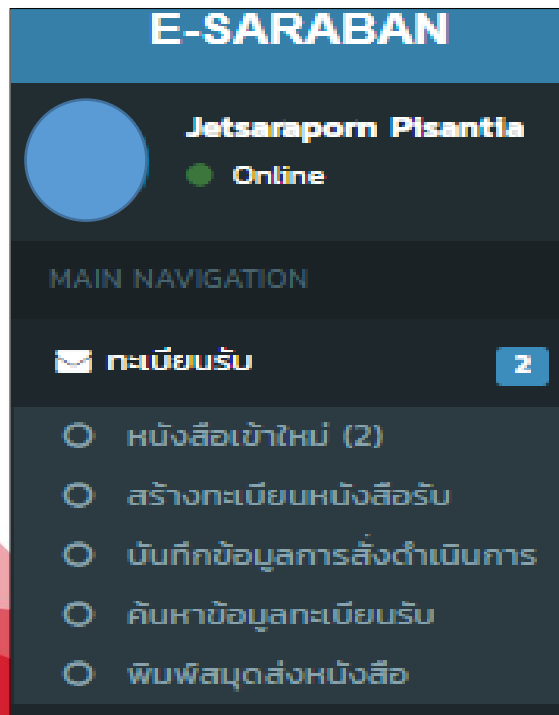 E-SARABAN
Jetsaraporn Pisantia
Online
MAIN NAVIGATION
ทะเบียนรับ 2
หนังสือเข้าใหม่ (2)
สร้างทะเบียนหนังสือรับ
บันทึกข้อมูลการสั่งดำเนินการ
ค้นหาข้อมูลทะเบียนรับ
พิมพ์สมุดส่งหนังสือ